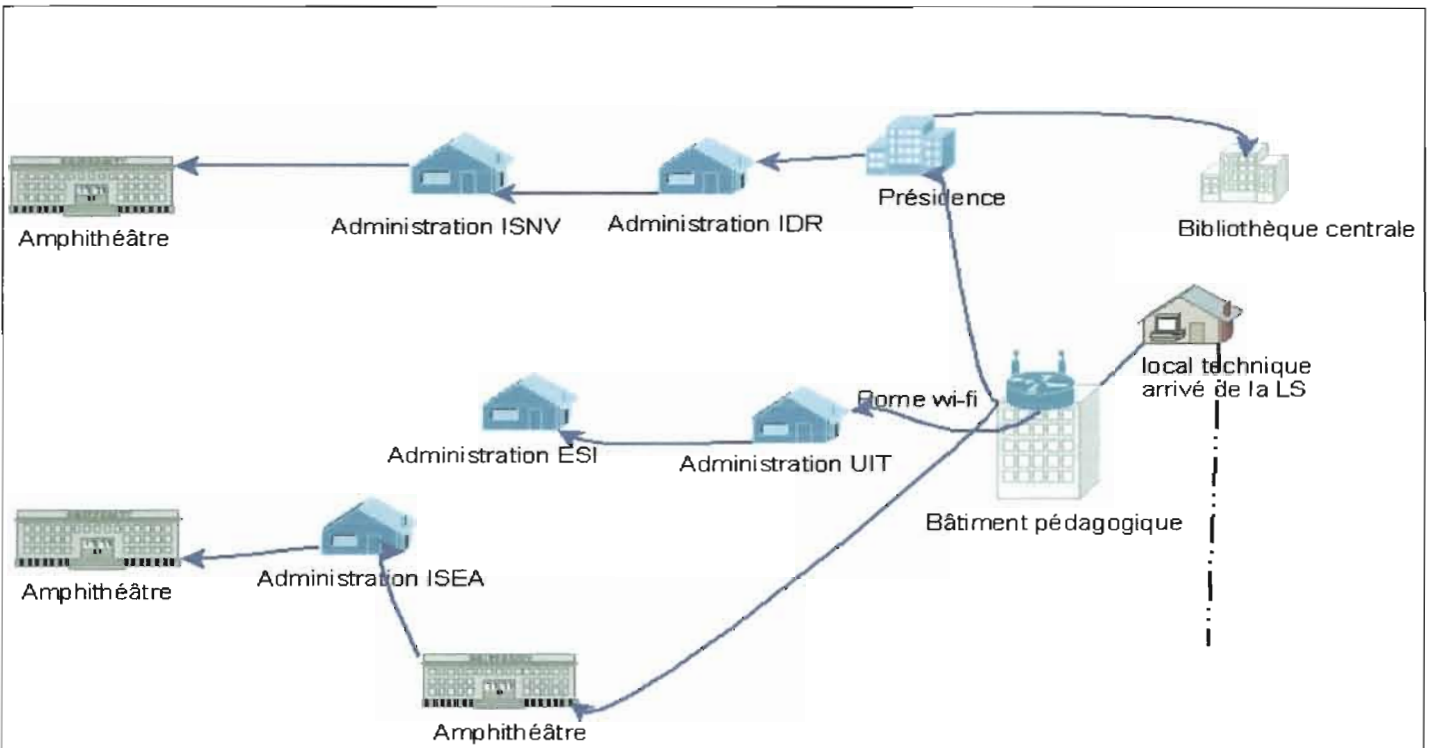 Présidence
Amphithéâtre
Administration ISNV
Administration IDR
Bibliothèque centrale
local technique
arrivé de la LS
Borne wi-fi
Administration ESI
Administration UIT
Bâtiment pédagogique
Amphithéâtre
Administration ISEA
Amphithéâtre